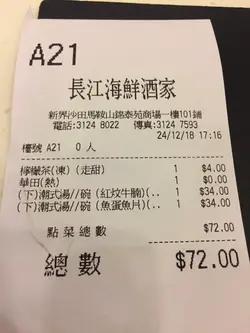 A21
長江海鮮酒家
新界沙田馬鞍山錦泰苑商場一樓101鋪
電話:3124 8022 傳真:3124 7593
24/12/18 17:16
檯號 A21 0 人
檸檬茶(凍) (走甜) 1 $4.00
華田(熱) 1 $0.00
(下)潮式湯//碗 (紅炆牛腩)(.. 1 $34.00
(下)潮式湯//碗 (魚蛋魚片)(.. 1 $34.00
點菜總數 $72.00
總數 $72.00